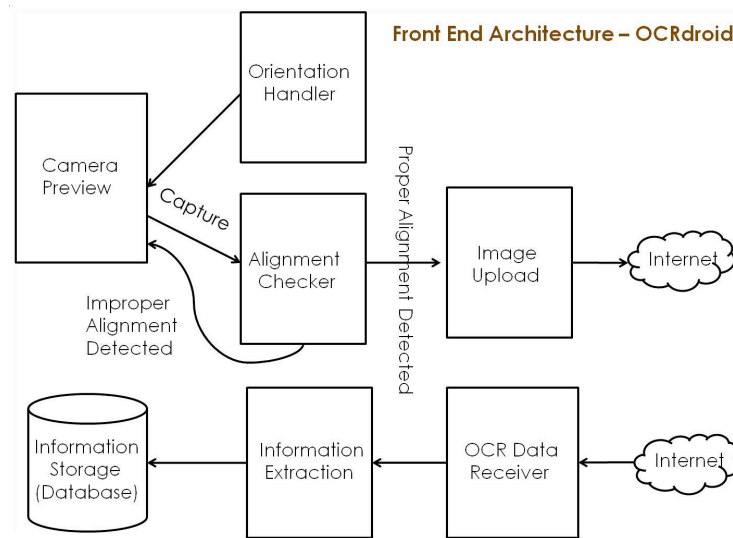 Front End Architecture – OCRdroid
Orientation
Handler
Camera
Preview
Capture
Alignment
Checker
Proper Alignment Detected
Image
Upload
Internet
Improper
Alignment
Detected
Information
Storage
(Database)
Information
Extraction
OCR Data
Receiver
Internet